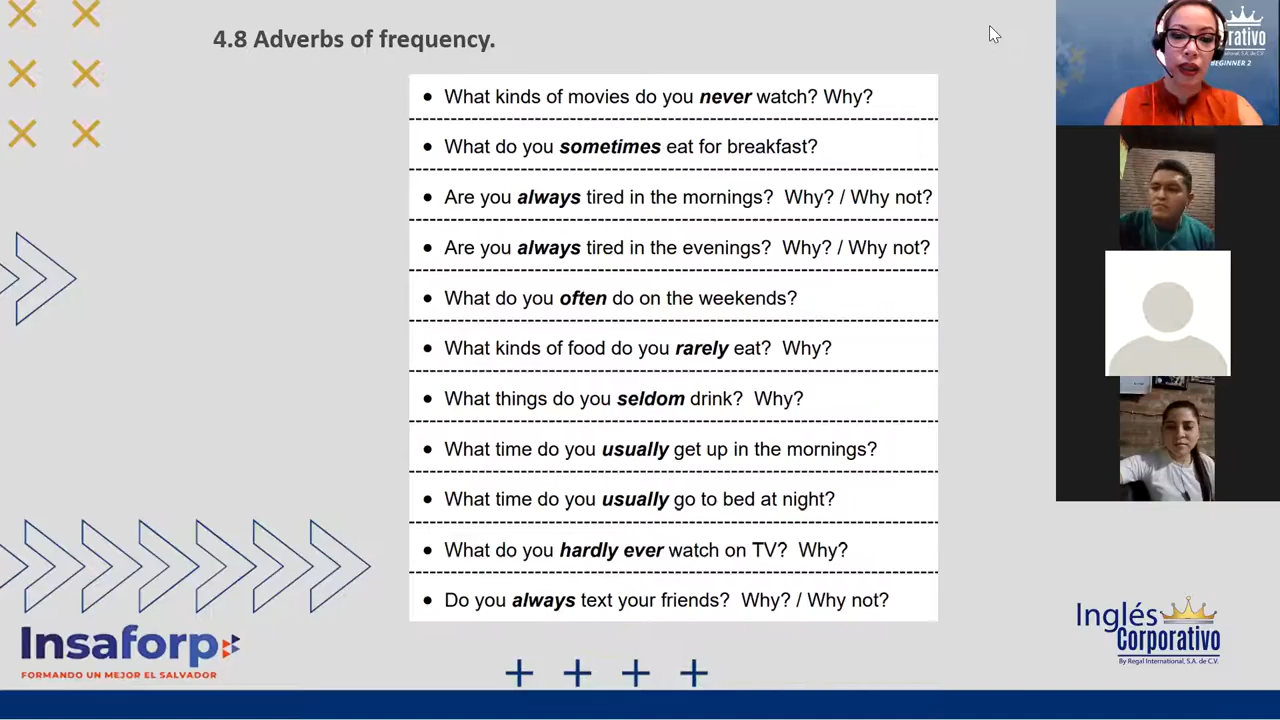 4.8 Adverbs of frequency.
rativo
BEGINNER 2
• What kinds of movies do you never watch? Why?
• What do you sometimes eat for breakfast?
• Are you always tired in the mornings? Why? / Why not?
• Are you always tired in the evenings? Why? / Why not?
• What do you often do on the weekends?
• What kinds of food do you rarely eat? Why?
• What things do you seldom drink? Why?
• What time do you usually get up in the mornings?
• What time do you usually go to bed at night?
• What do you hardly ever watch on TV? Why?
• Do you always text your friends? Why? / Why not?
Insaforp
FORMANDO UN MEJOR EL SALVADOR
Inglés
Corporativo
By Regal International, S.A. de C.V.